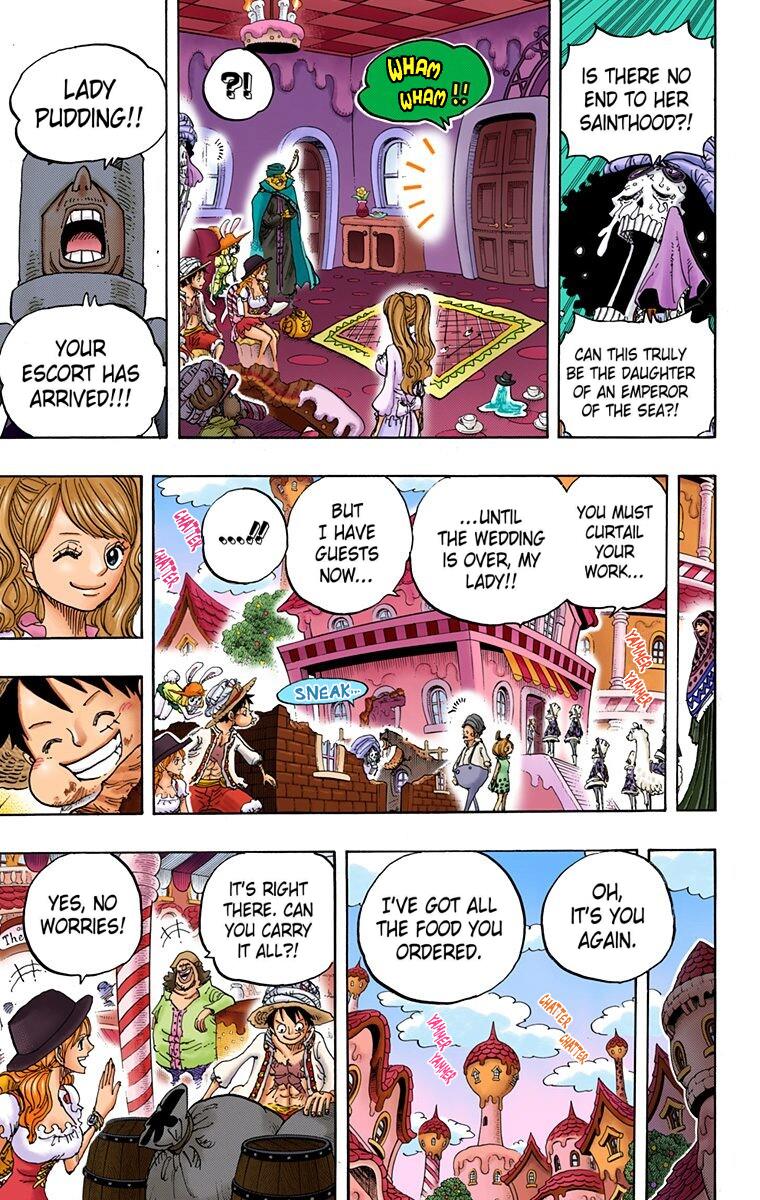 IS THERE NO
END TO HER
SAINTHOOD?!
CAN THIS TRULY
BE THE DAUGHTER
OF AN EMPEROR
OF THE SEA?!
WHAM
WHAM!!
?!
LADY
PUDDING!!
YOUR
ESCORT HAS
ARRIVED!!!
YOU MUST
CURTAIL
YOUR
WORK...
...UNTIL
THE WEDDING
IS OVER, MY
LADY!!
BUT
I HAVE
GUESTS
NOW...
...!!
CHATTER
CHATTER
YAMMER
YAMMER
SNEAK...
OH,
IT'S YOU
AGAIN.
I'VE GOT ALL
THE FOOD YOU
ORDERED.
CHATTER
CHATTER
YAMMER
YAMMER
IT'S RIGHT
THERE. CAN
YOU CARRY
IT ALL?!
YES, NO
WORRIES!
The